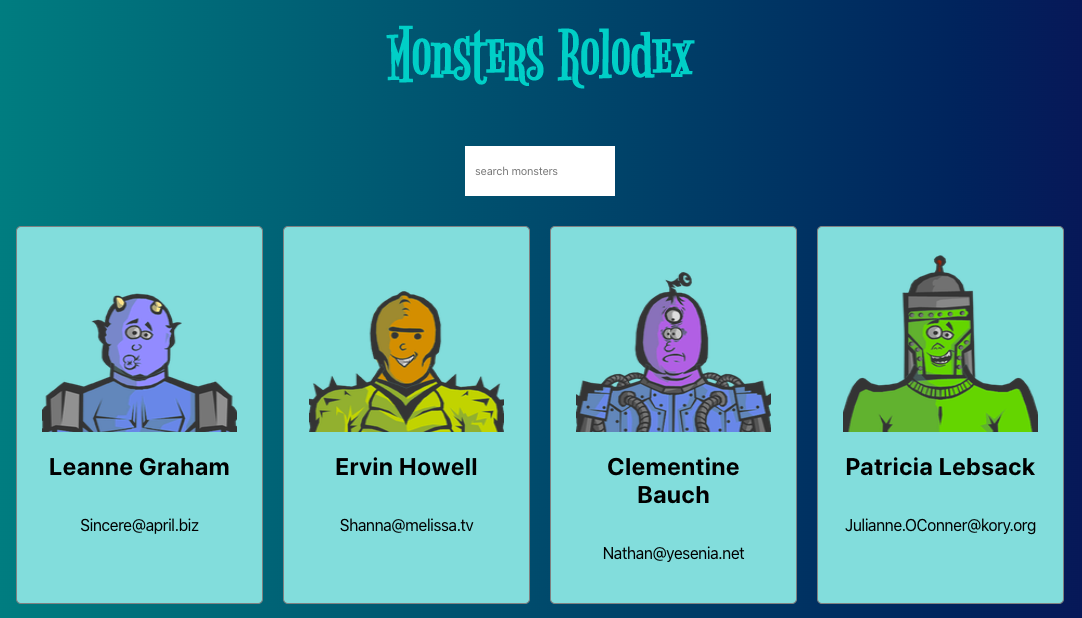 Monsters Rolodex
search monsters
Leanne Graham
Sincere@april.biz
Ervin Howell
Shanna@melissa.tv
Clementine
Bauch
Nathan@yesenia.net
Patricia Lebsack
Julianne.OConner@kory.org